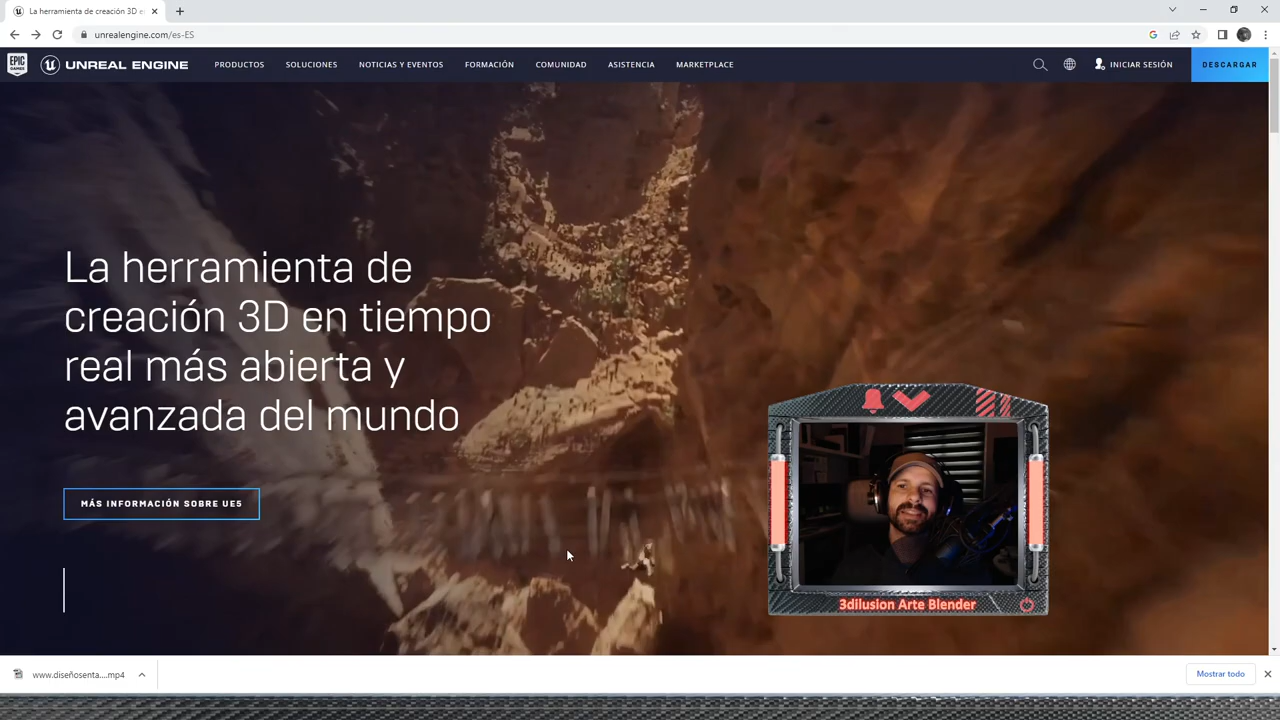 La herramienta de creación 3D e
unrealengine.com/es-ES
EPIC GAMES
UNREAL ENGINE
PRODUCTOS
SOLUCIONES
NOTICIAS Y EVENTOS
FORMACIÓN
COMUNIDAD
ASISTENCIA
MARKETPLACE
INICIAR SESIÓN
DESCARGAR
La herramienta de
creación 3D en tiempo
real más abierta y
avanzada del mundo
MÁS INFORMACIÓN SOBRE UE5
3dilusion Arte Blender
www.diseñosenta....mp4
Mostrar todo